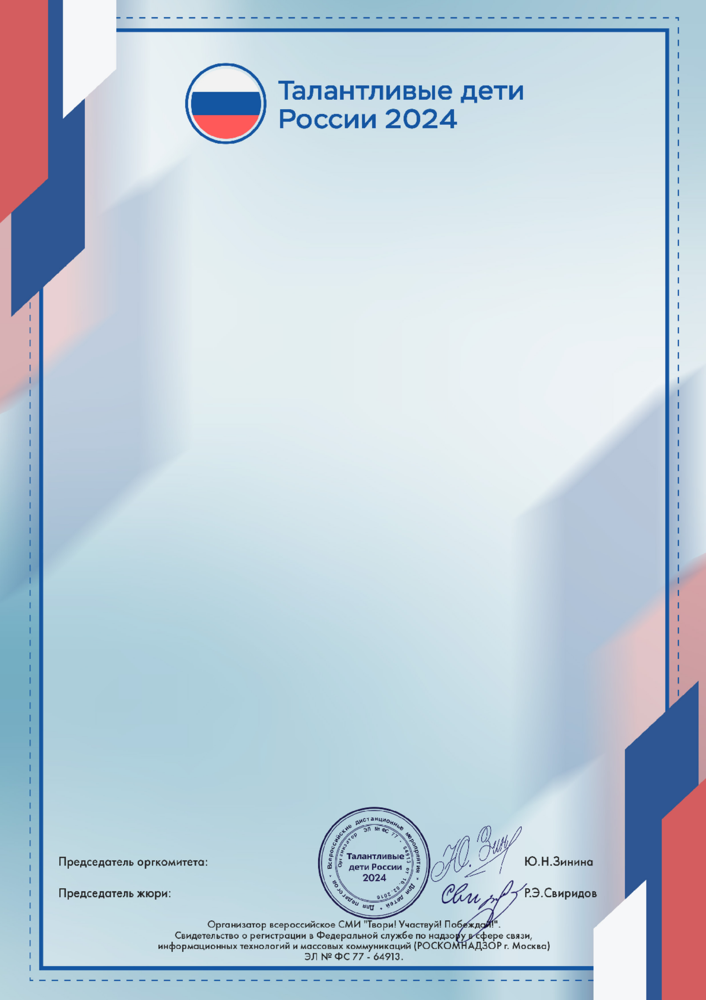 Талантливые дети
России 2024
Всероссийские дистанционные мероприятия * Для детей * Для педагогов *
Организатор ЭЛ № ФС 77 - 64913 от 16.02.2016
Талантливые
дети России
2024
Председатель оргкомитета:
Ю. Зин
Ю.Н.Зинина
Председатель жюри:
Р.Э.Свиридов
Организатор всероссийское СМИ "Твори! Участвуй! Побеждай!".
Свидетельство о регистрации в Федеральной службе по надзору в сфере связи,
информационных технологий и массовых коммуникаций (РОСКОМНАДЗОР г. Москва)
ЭЛ № ФС 77 - 64913.